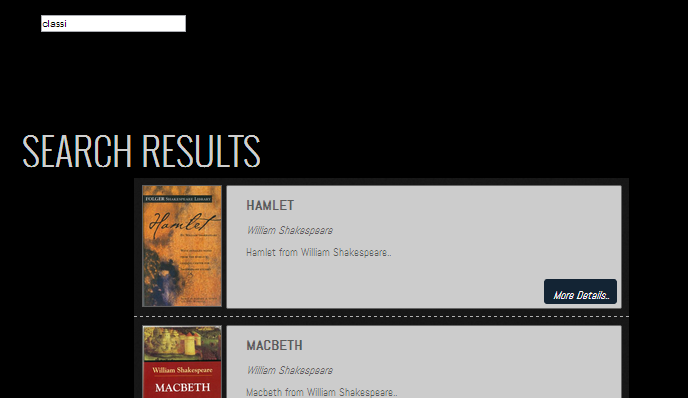 classi
SEARCH RESULTS
FOLGER SHAKESPEARE LIBRARY
Hamlet
HAMLET
William Shakespeare
Hamlet from William Shakespeare..
More Details..
William Shakespeare
MACBETH
MACBETH
William Shakespeare
Macbeth from William Shakespeare..